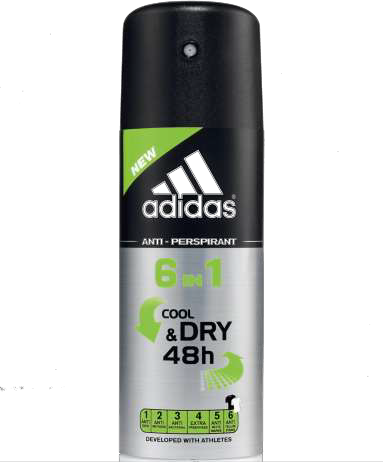 NEW
adidas
ANTI - PERSPIRANT
6 IN 1
COOL
& DRY
48h
1 2 3 4 5 6
DEVELOPED WITH ATHLETES